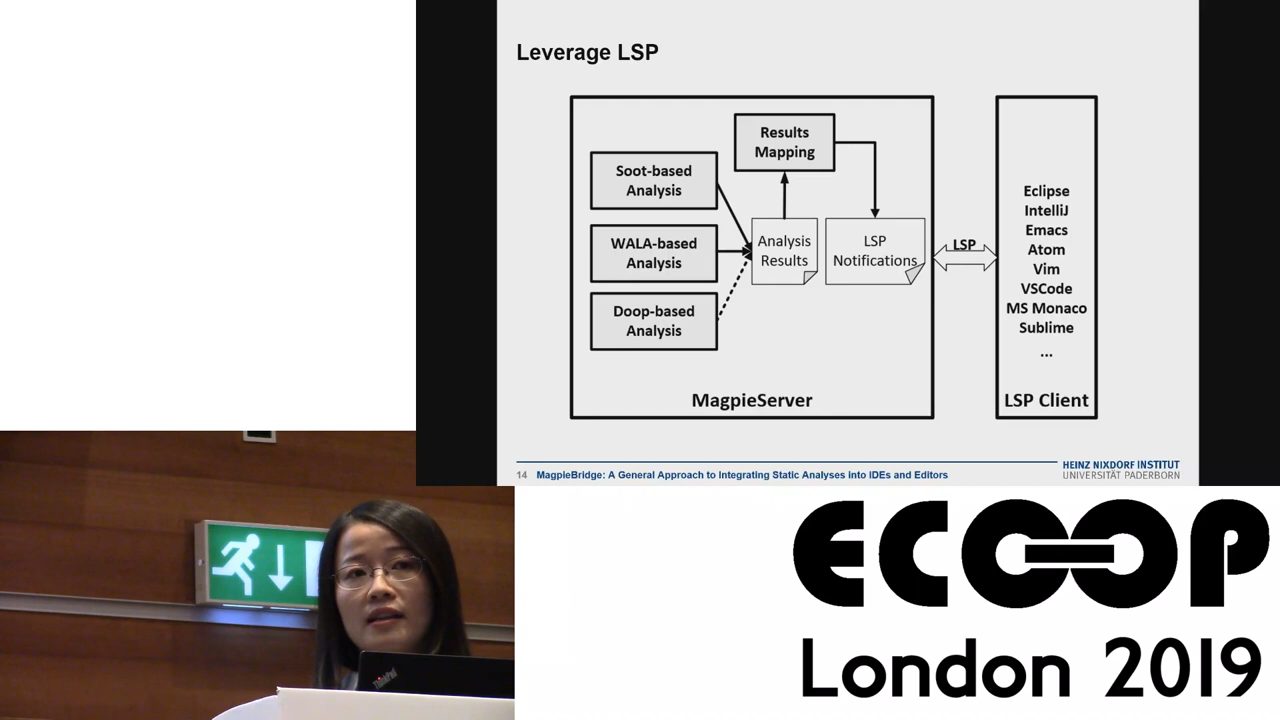 Leverage LSP
Results
Mapping
Soot-based
Analysis
WALA-based
Analysis
Doop-based
Analysis
Analysis
Results
LSP
Notifications
MagpieServer
LSP
Eclipse
IntelliJ
Emacs
Atom
Vim
VSCode
MS Monaco
Sublime
...
LSP Client
14 MagpieBridge: A General Approach to Integrating Static Analyses into IDEs and Editors
HEINZ NIXDORF INSTITUT
UNIVERSITÄT PADERBORN
ThinkPad
ECOOP
London 2019